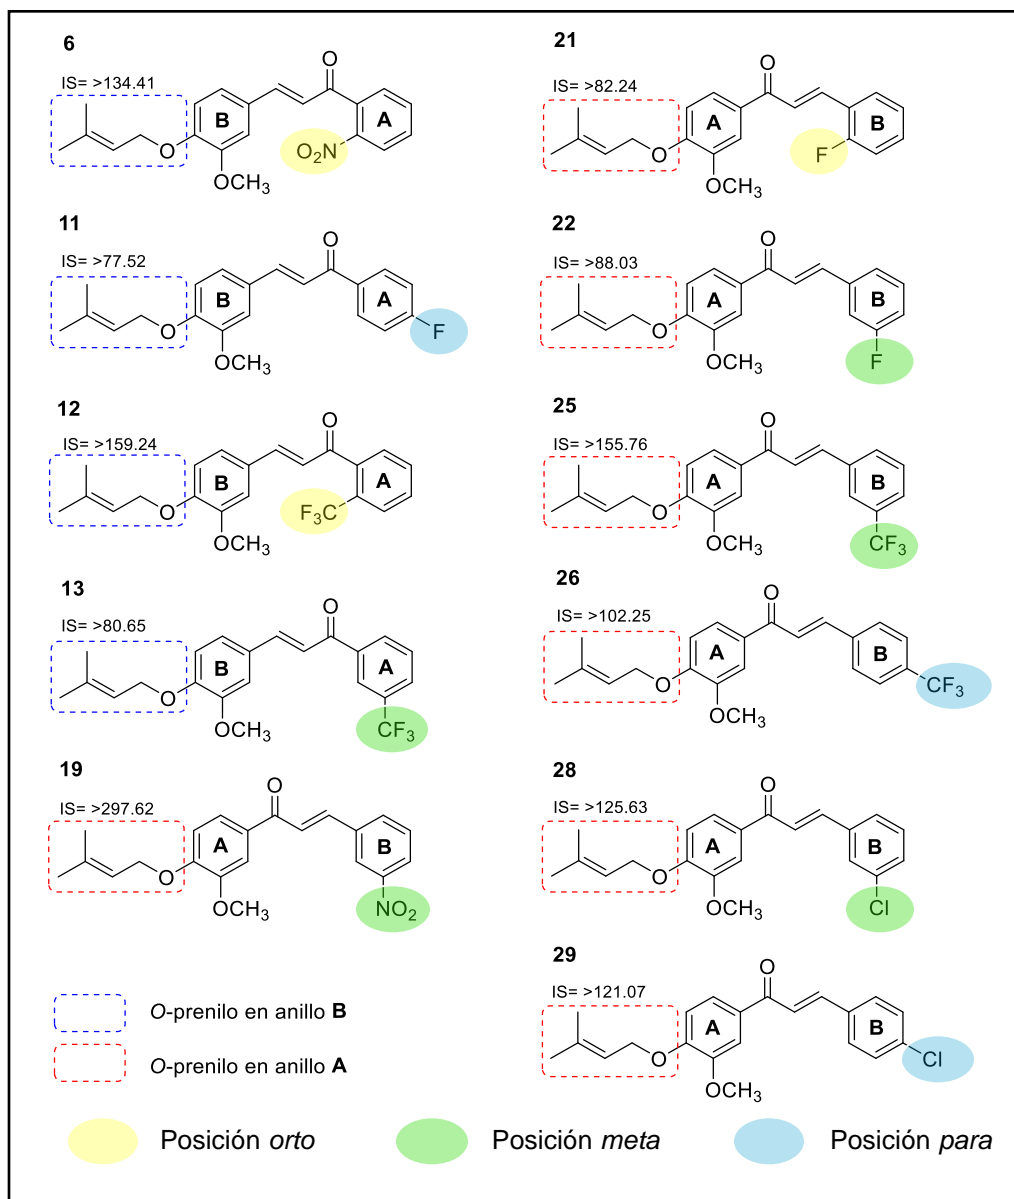 6
IS= >134.41
O
B
A
O
O₂N
OCH₃
11
IS= >77.52
O
B
A
O
F
OCH₃
12
IS= >159.24
O
B
A
O
F₃C
OCH₃
13
IS= >80.65
O
B
A
O
OCH₃
CF₃
19
IS= >297.62
O
A
B
O
OCH₃
NO₂
O-prenilo en anillo B
O-prenilo en anillo A
21
IS= >82.24
O
A
B
O
F
OCH₃
22
IS= >88.03
O
A
B
O
OCH₃
F
25
IS= >155.76
O
A
B
O
OCH₃
CF₃
26
IS= >102.25
O
A
B
O
CF₃
OCH₃
28
IS= >125.63
O
A
B
O
OCH₃
Cl
29
IS= >121.07
O
A
B
O
Cl
OCH₃
Posición orto
Posición meta
Posición para